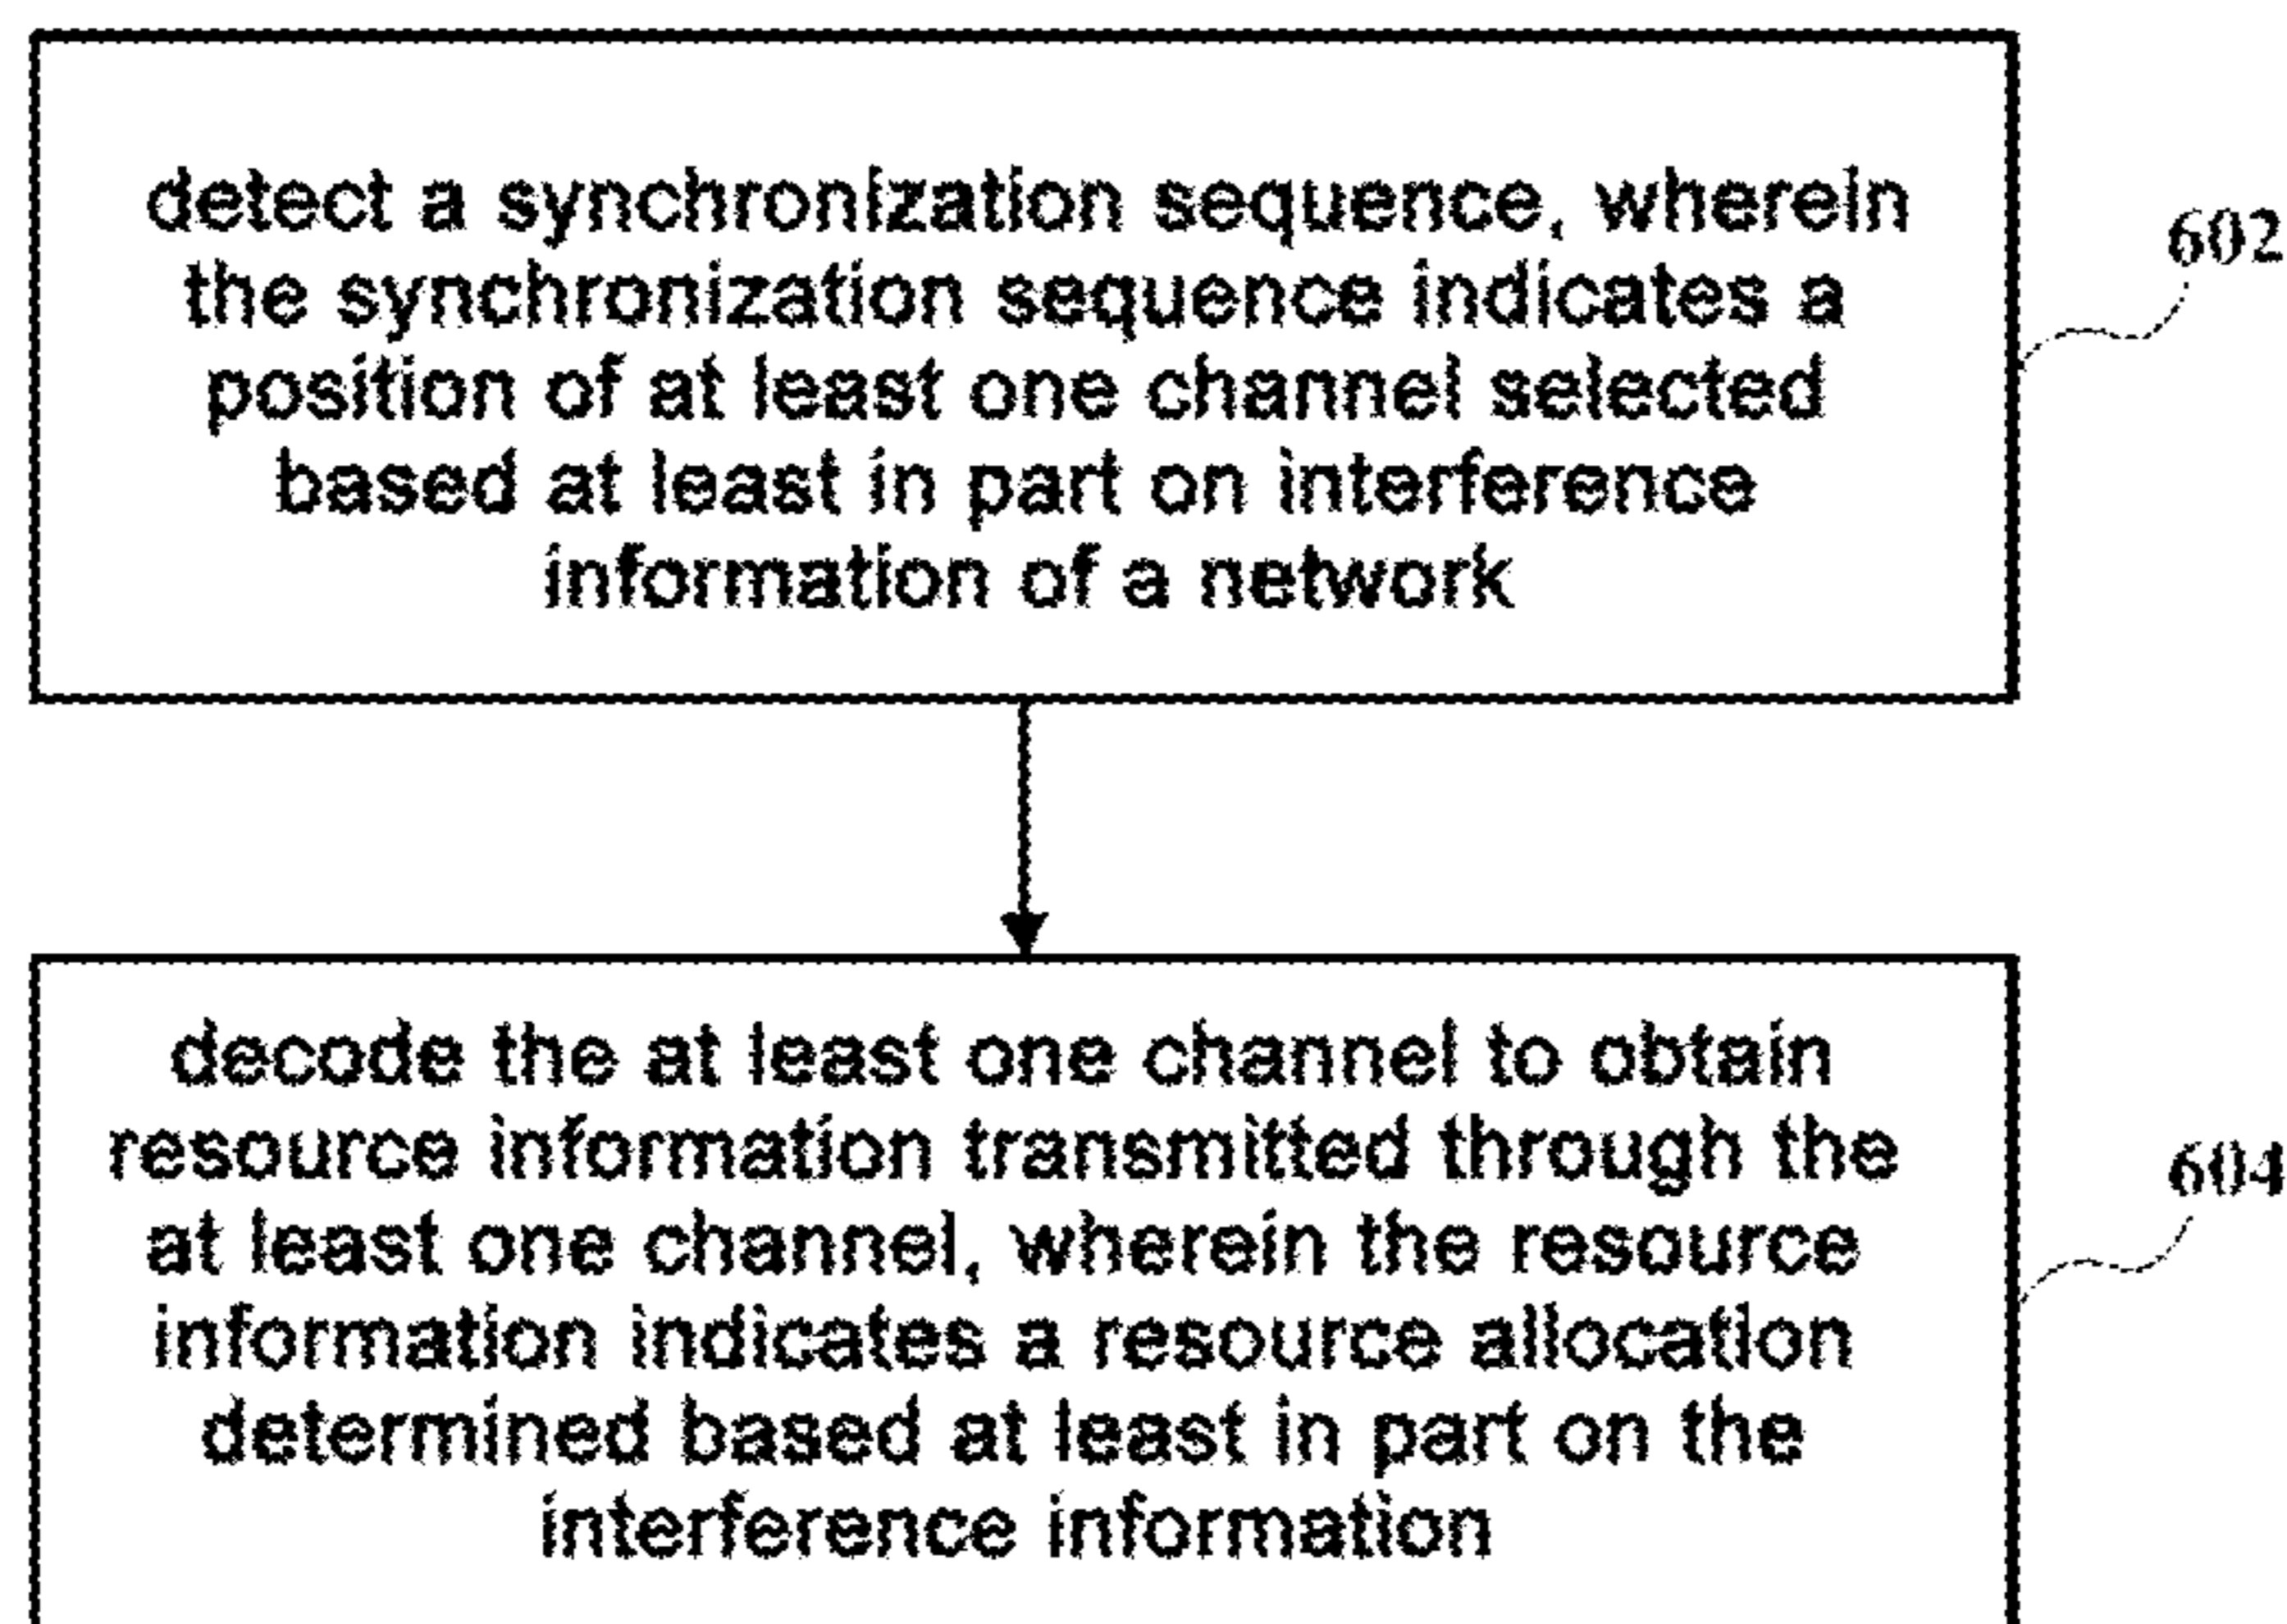 detect a synchronization sequence, wherein
the synchronization sequence indicates a
position of at least one channel selected
based at least in part on interference
information of a network
602
decode the at least one channel to obtain
resource information transmitted through the
at least one channel, wherein the resource
information indicates a resource allocation
determined based at least in part on the
interference information
604